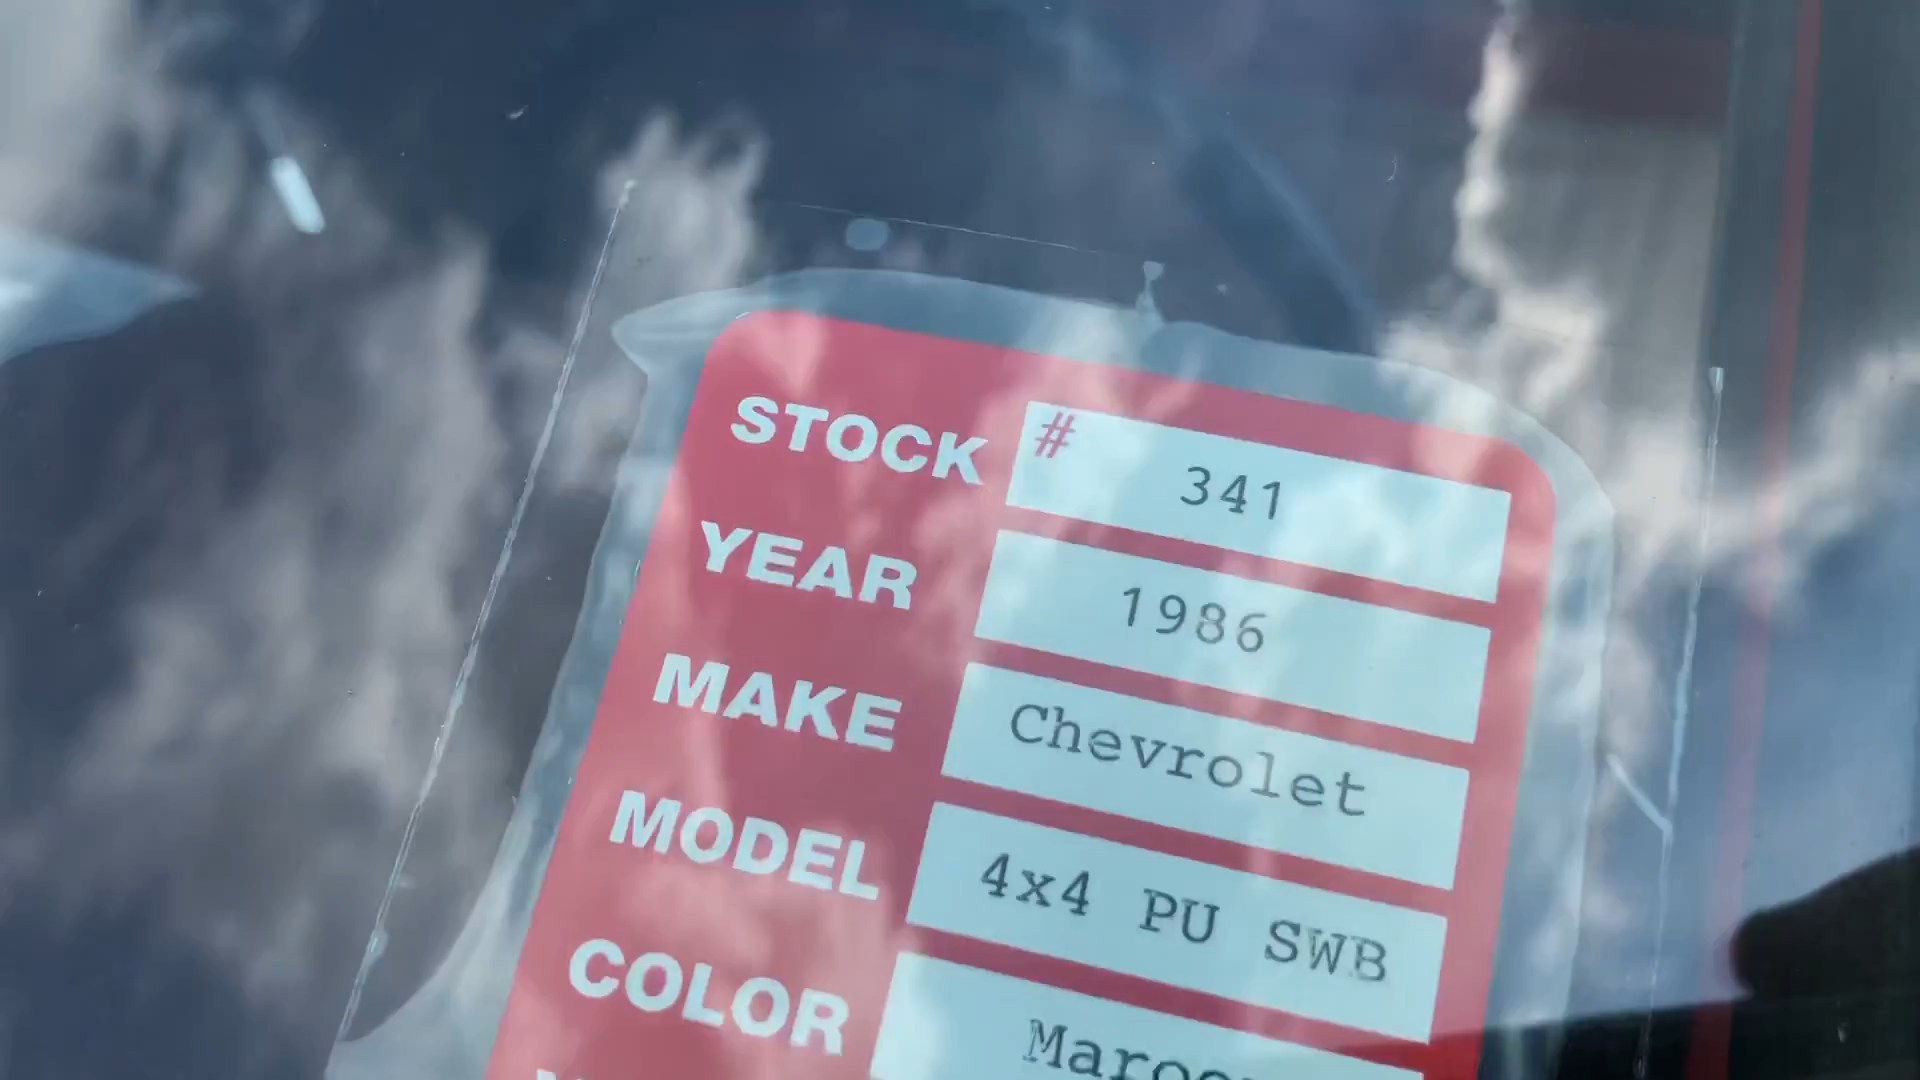 STOCK # 341
YEAR 1986
MAKE Chevrolet
MODEL 4x4 PU SWB
COLOR